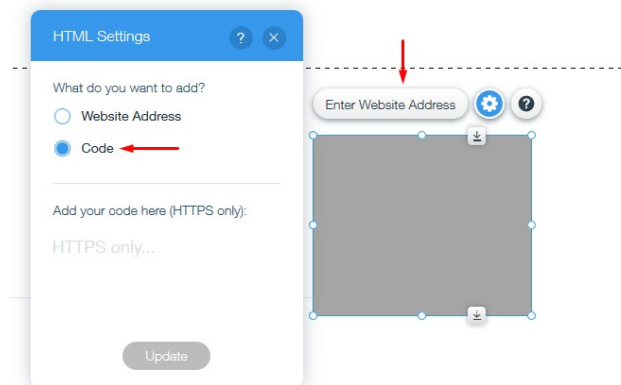 HTML Settings
?
What do you want to add?
Website Address
Code
Add your code here (HTTPS only):
HTTPS only...
Update
Enter Website Address
?